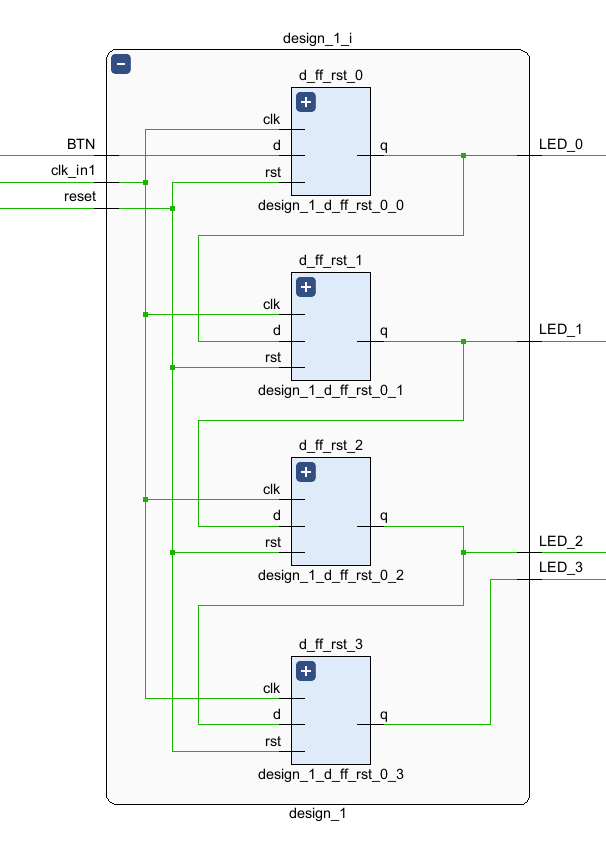 design_1_i
d_ff_rst_0
clk
BTN
d
q
LED_0
clk_in1
rst
reset
design_1_d_ff_rst_0_0
d_ff_rst_1
clk
d
q
LED_1
rst
design_1_d_ff_rst_0_1
d_ff_rst_2
clk
d
q
rst
LED_2
LED_3
design_1_d_ff_rst_0_2
d_ff_rst_3
clk
d
q
rst
design_1_d_ff_rst_0_3
design_1